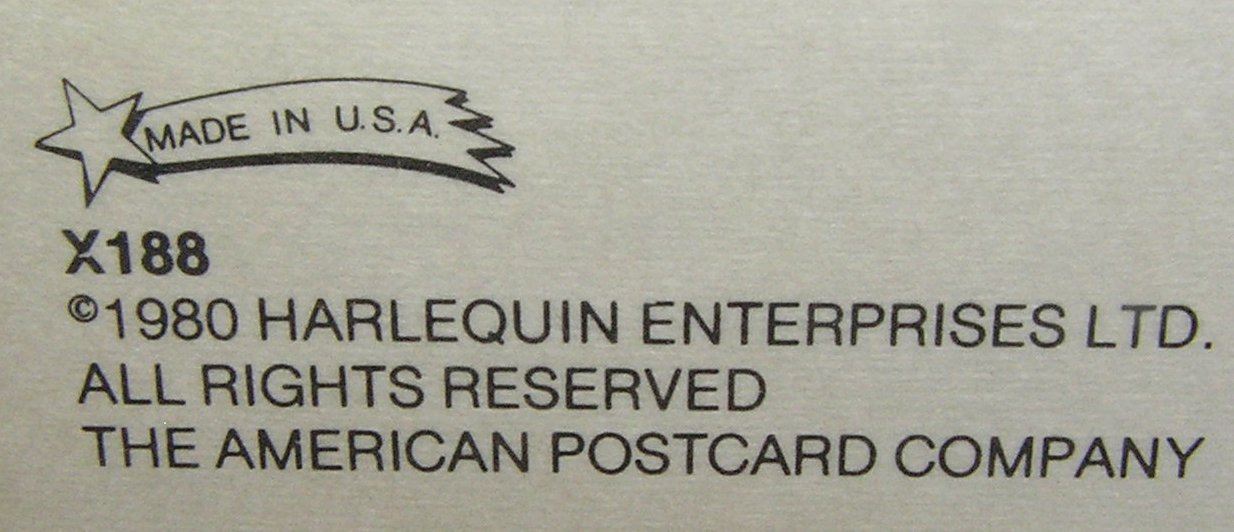 MADE IN U.S.A.
X188
©1980 HARLEQUIN ENTERPRISES LTD.
ALL RIGHTS RESERVED
THE AMERICAN POSTCARD COMPANY